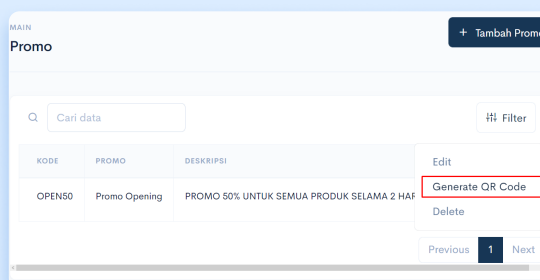 MAIN
Promo
+ Tambah Promo
Cari data
Filter
KODE PROMO DESKRIPSI
Edit
OPEN50 Promo Opening PROMO 50% UNTUK SEMUA PRODUK SELAMA 2 HAR
Generate QR Code
Delete
Previous 1 Next